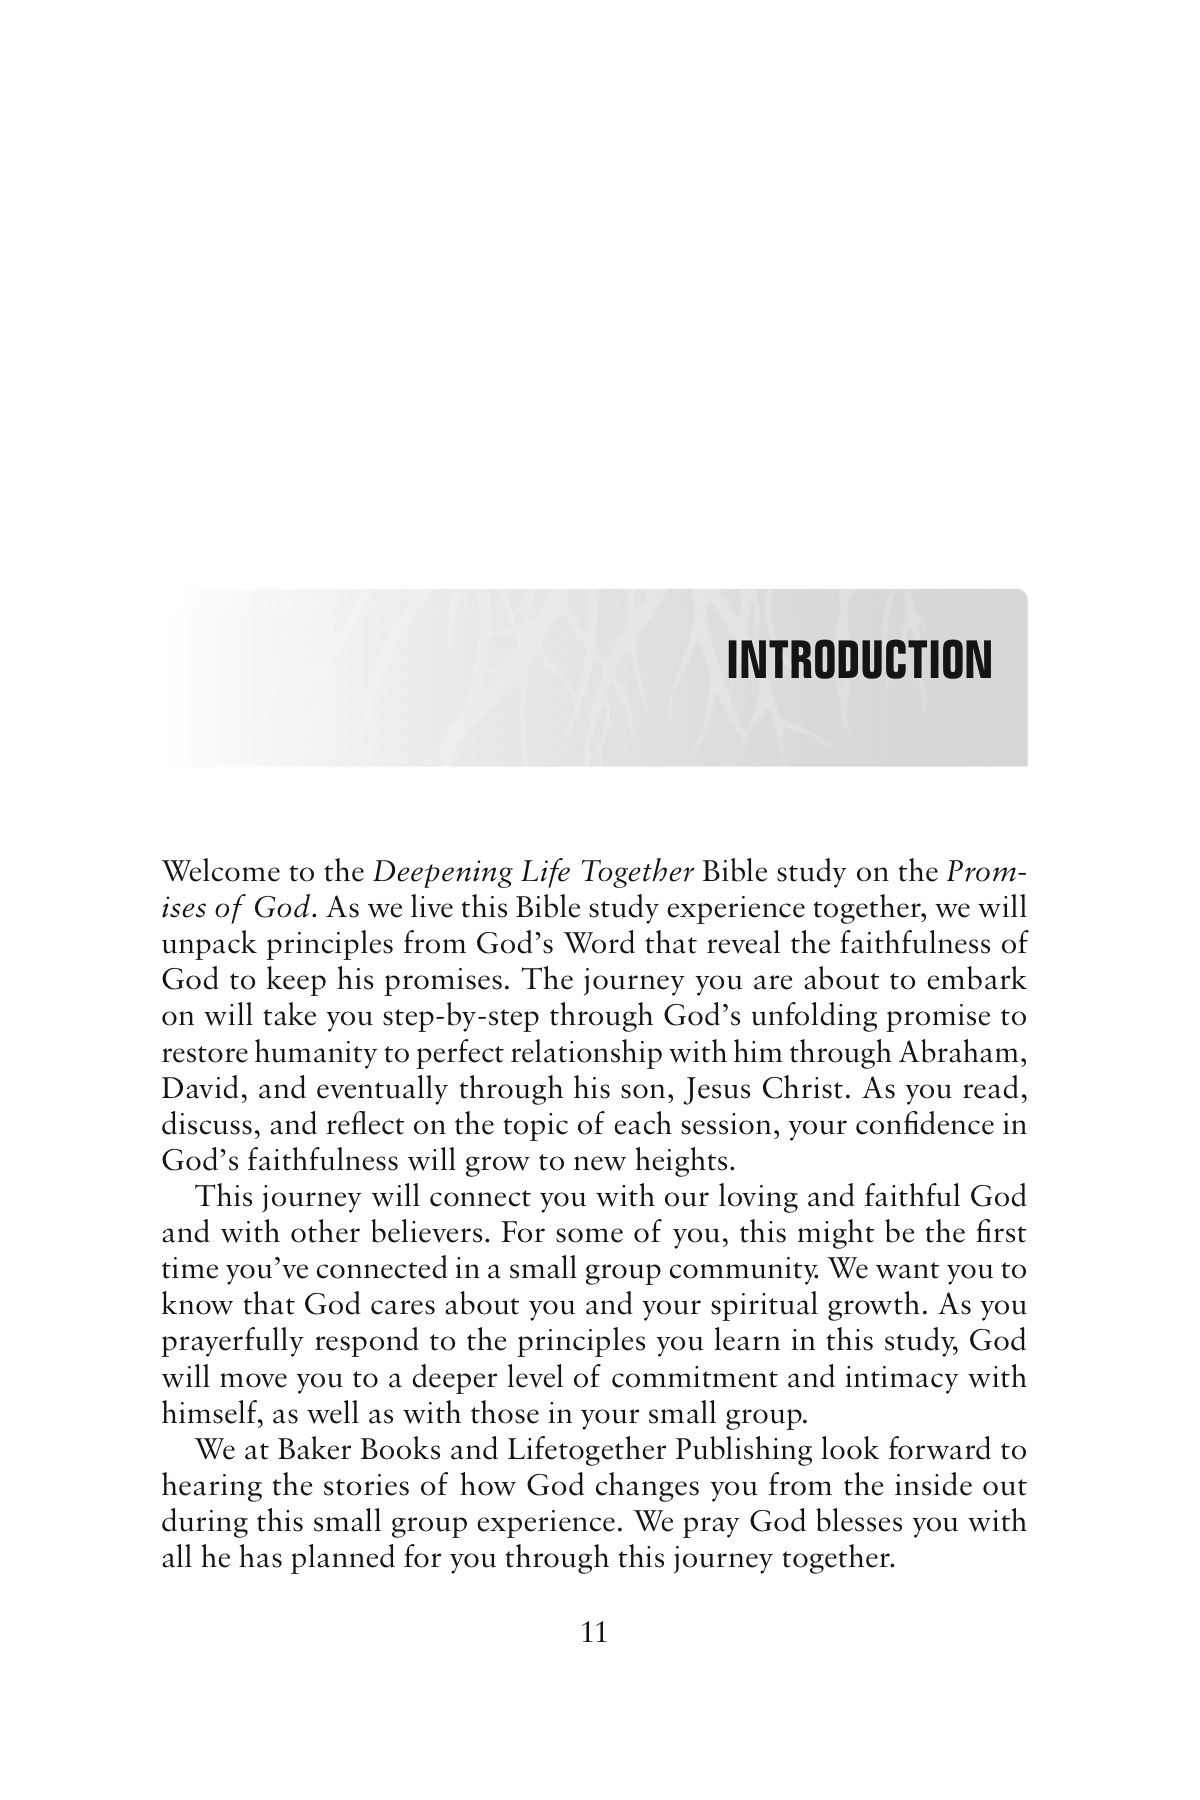 INTRODUCTION
Welcome to the Deepening Life Together Bible study on the Prom-
ises of God. As we live this Bible study experience together, we will
unpack principles from God’s Word that reveal the faithfulness of
God to keep his promises. The journey you are about to embark
on will take you step-by-step through God’s unfolding promise to
restore humanity to perfect relationship with him through Abraham,
David, and eventually through his son, Jesus Christ. As you read,
discuss, and reflect on the topic of each session, your confidence in
God’s faithfulness will grow to new heights.
This journey will connect you with our loving and faithful God
and with other believers. For some of you, this might be the first
time you’ve connected in a small group community. We want you to
know that God cares about you and your spiritual growth. As you
prayerfully respond to the principles you learn in this study, God
will move you to a deeper level of commitment and intimacy with
himself, as well as with those in your small group.
We at Baker Books and Lifetogether Publishing look forward to
hearing the stories of how God changes you from the inside out
during this small group experience. We pray God blesses you with
all he has planned for you through this journey together.
11